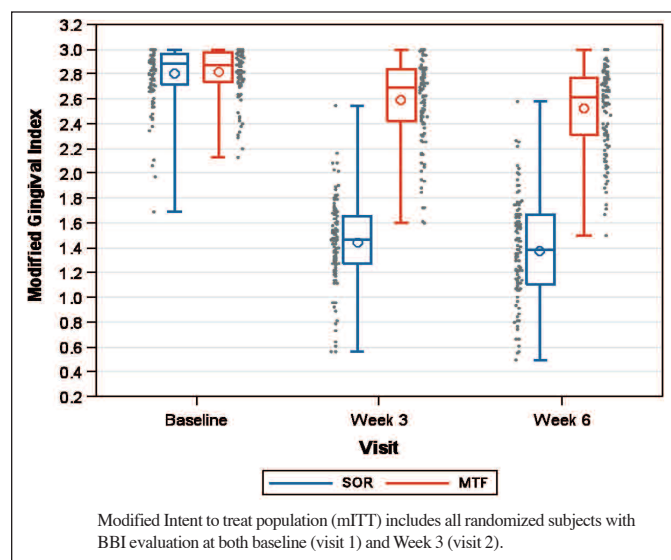 3.2
3.0
2.8
2.6
2.4
2.2
2.0
1.8
1.6
1.4
1.2
1.0
0.8
0.6
0.4
0.2
Modified Gingival Index
Baseline Week 3 Week 6
Visit
SOR MTF
Modified Intent to treat population (mITT) includes all randomized subjects with
BBI evaluation at both baseline (visit 1) and Week 3 (visit 2).